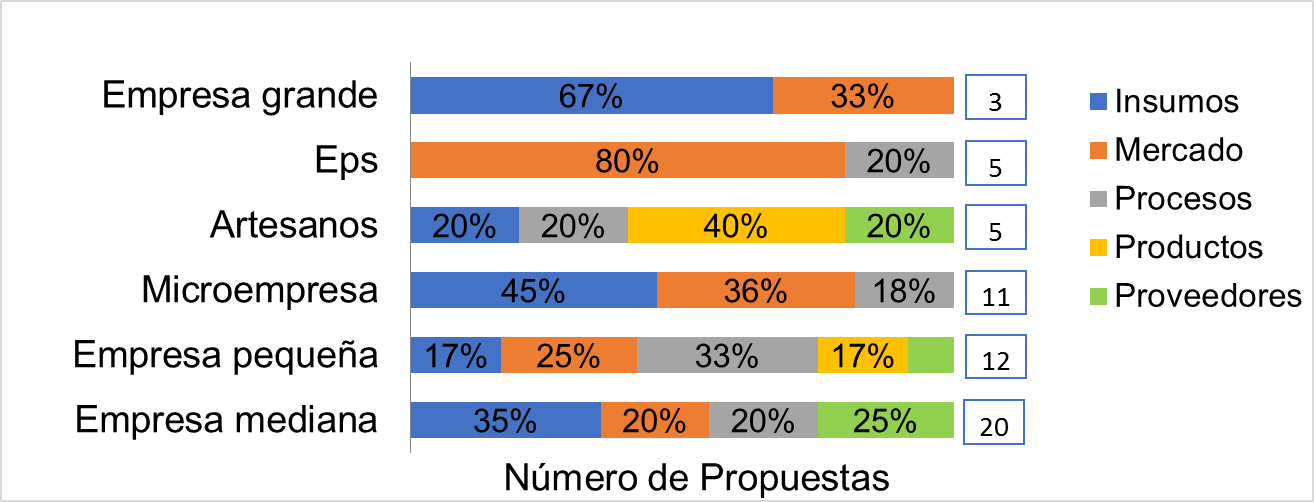 Empresa grande 67% 33% 3
Eps 80% 20% 5
Artesanos 20% 20% 40% 20% 5
Microempresa 45% 36% 18% 11
Empresa pequeña 17% 25% 33% 17% 12
Empresa mediana 35% 20% 20% 25% 20
Número de Propuestas
Insumos
Mercado
Procesos
Productos
Proveedores